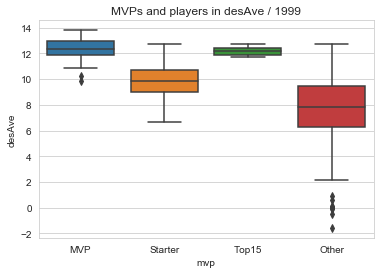 MVPs and players in desAve / 1999
14
12
10
8
6
4
2
0
−2
desAve
MVP Starter Top15 Other
mvp